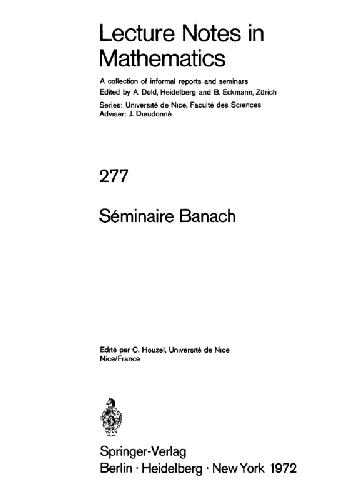 Lecture Notes in
Mathematics
A collection of informal reports and seminars
Edited by A. Dold, Heidelberg and B. Eckmann, Zürich
Series: Université de Nice, Faculté des Sciences
Adviser: J. Dieudonné
277
Séminaire Banach
Edité par C. Houzel, Université de Nice
Nice/France
Springer-Verlag
Berlin · Heidelberg · New York 1972